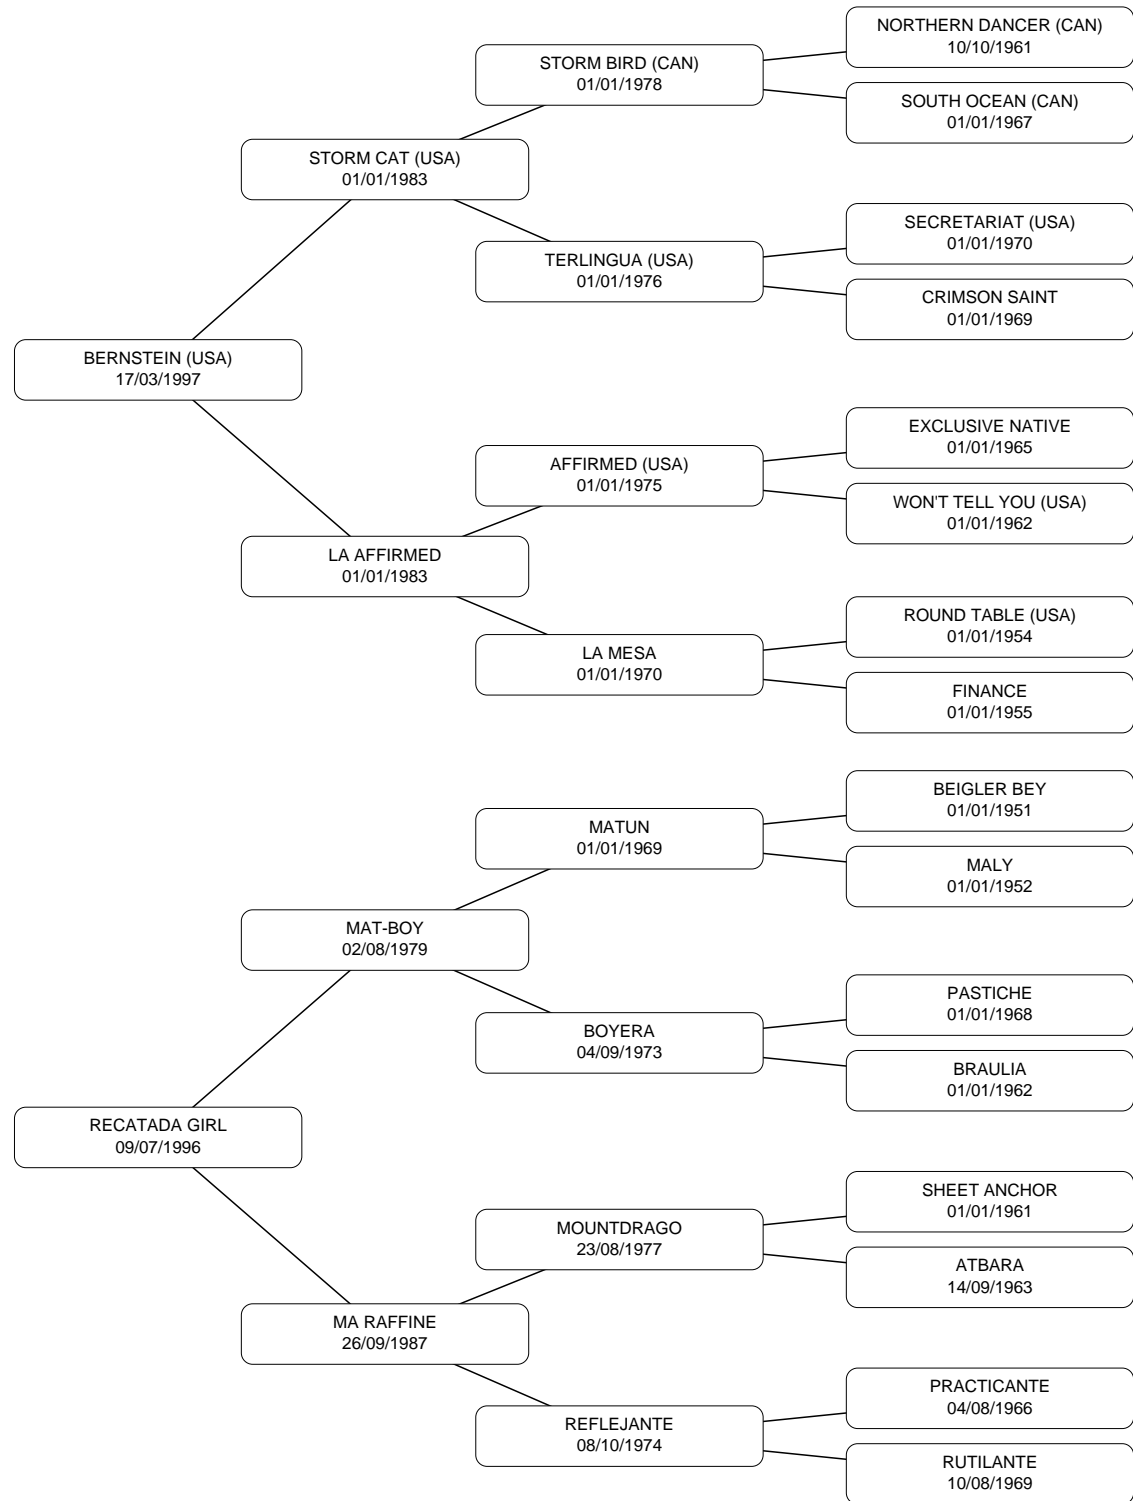 NORTHERN DANCER (CAN)
10/10/1961
STORM BIRD (CAN)
01/01/1978
SOUTH OCEAN (CAN)
01/01/1967
STORM CAT (USA)
01/01/1983
SECRETARIAT (USA)
01/01/1970
TERLINGUA (USA)
01/01/1976
CRIMSON SAINT
01/01/1969
BERNSTEIN (USA)
17/03/1997
EXCLUSIVE NATIVE
01/01/1965
AFFIRMED (USA)
01/01/1975
WON'T TELL YOU (USA)
01/01/1962
LA AFFIRMED
01/01/1983
ROUND TABLE (USA)
01/01/1954
LA MESA
01/01/1970
FINANCE
01/01/1955
BEIGLER BEY
01/01/1951
MATUN
01/01/1969
MALY
01/01/1952
MAT-BOY
02/08/1979
PASTICHE
01/01/1968
BOYERA
04/09/1973
BRAULIA
01/01/1962
RECATADA GIRL
09/07/1996
SHEET ANCHOR
01/01/1961
MOUNTDRAGO
23/08/1977
ATBARA
14/09/1963
MA RAFFINE
26/09/1987
PRACTICANTE
04/08/1966
REFLEJANTE
08/10/1974
RUTILANTE
10/08/1969